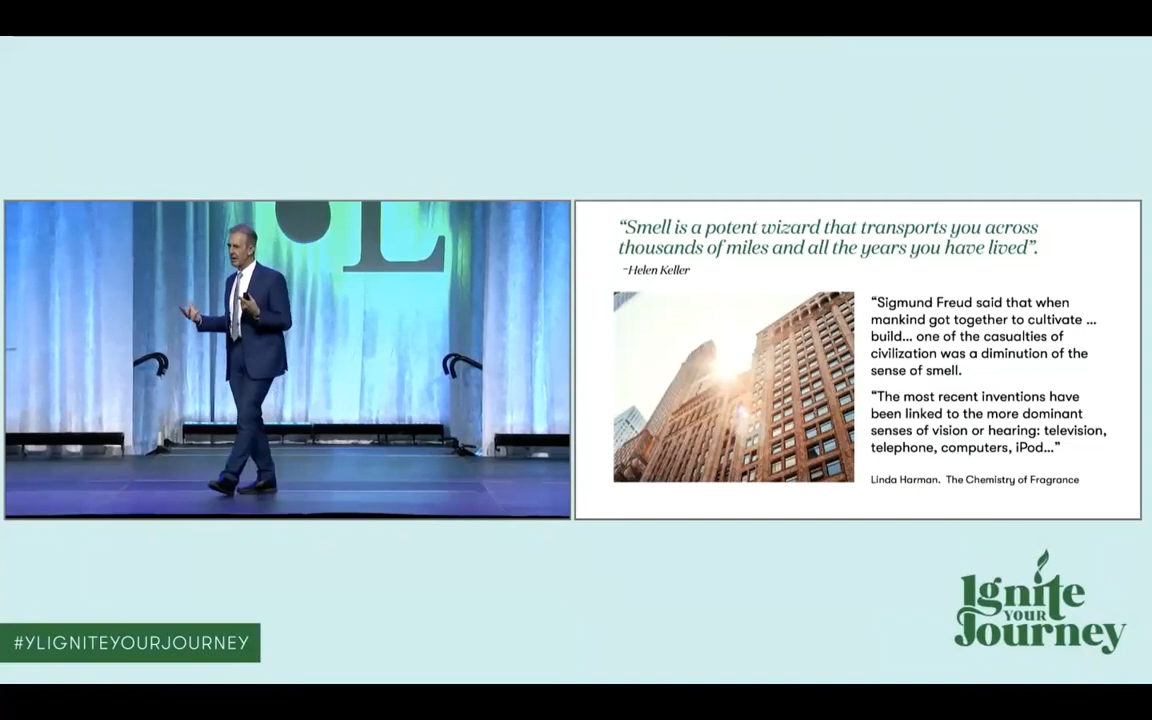 L
“Smell is a potent wizard that transports you across
thousands of miles and all the years you have lived”.
–Helen Keller
“Sigmund Freud said that when
mankind got together to cultivate ...
build... one of the casualties of
civilization was a diminution of the
sense of smell.
“The most recent inventions have
been linked to the more dominant
senses of vision or hearing: television,
telephone, computers, iPod...”
Linda Harman. The Chemistry of Fragrance
Ignite
YOUR
Journey
#YLIGNITEYOURJOURNEY